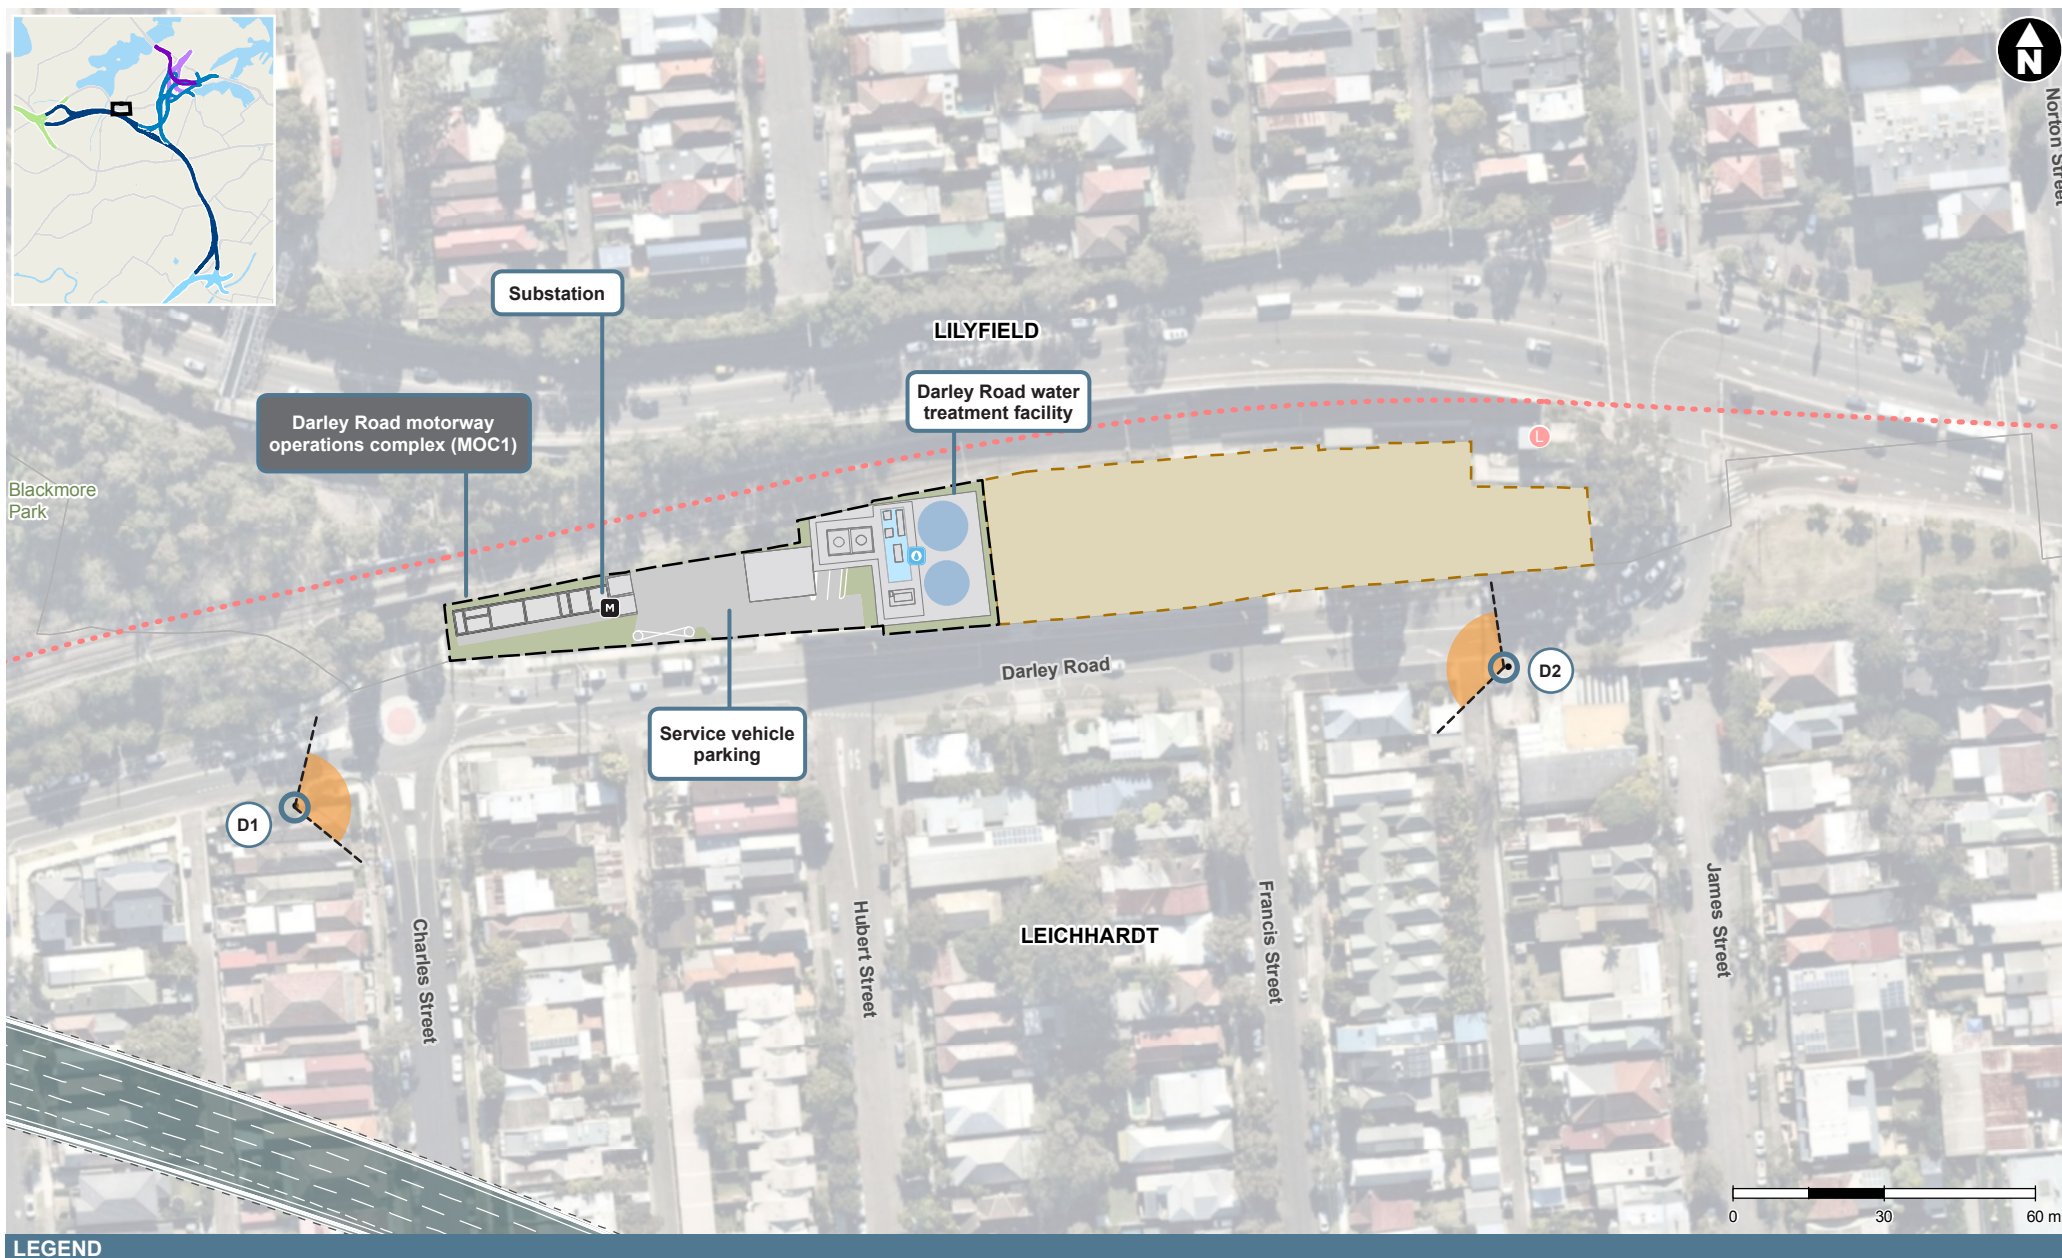 N
Norton Street
Substation
LILYFIELD
Darley Road water
treatment facility
Darley Road motorway
operations complex (MOC1)
L
Blackmore
Park
M
Darley Road
D2
Service vehicle
parking
D1
Charles Street
Hubert Street
Francis Street
James Street
LEICHHARDT
0 30 60 m
LEGEND